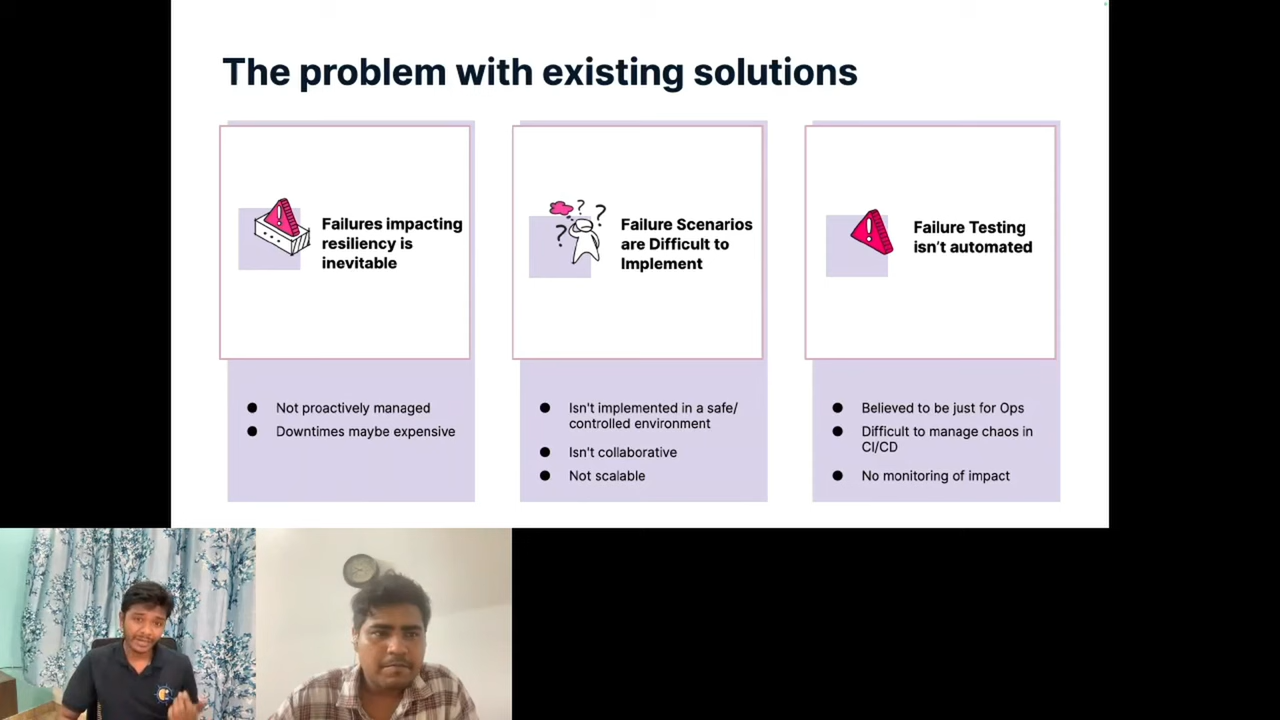 The problem with existing solutions
Failures impacting
resiliency is
inevitable
Not proactively managed
Downtimes maybe expensive
Failure Scenarios
are Difficult to
Implement
Isn't implemented in a safe/
controlled environment
Isn't collaborative
Not scalable
Failure Testing
isn't automated
Believed to be just for Ops
Difficult to manage chaos in
CI/CD
No monitoring of impact